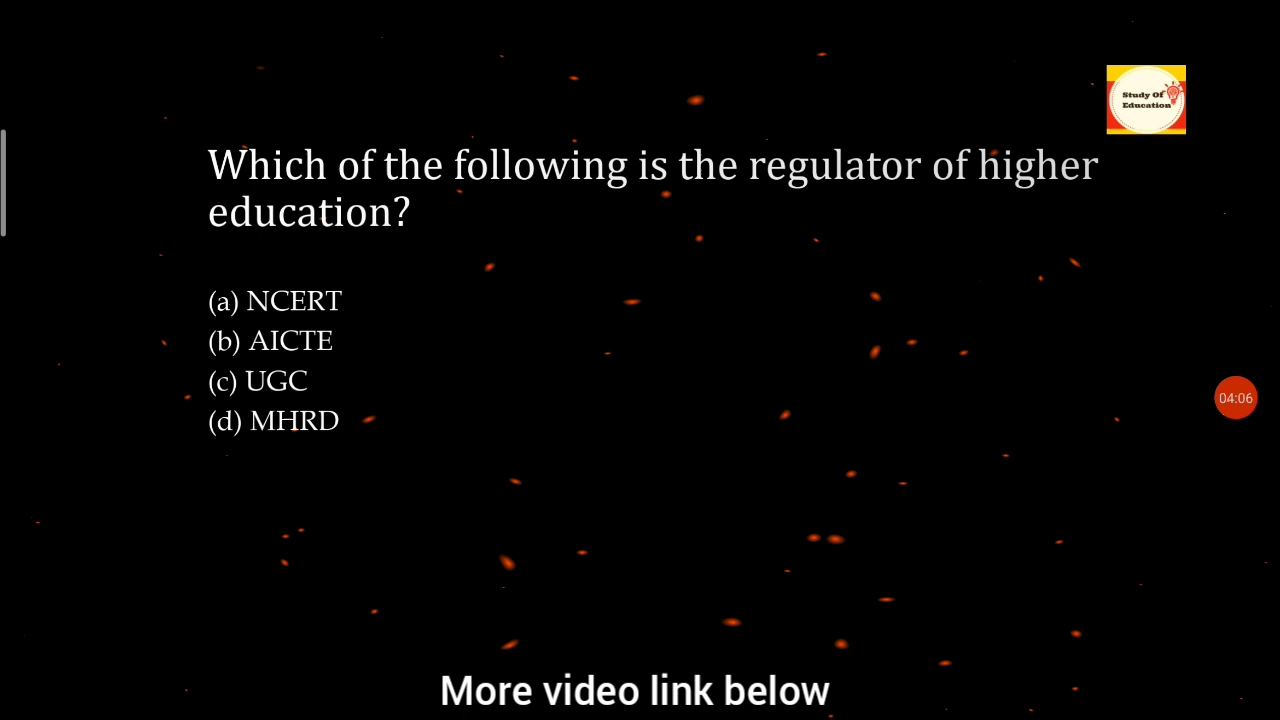 Study Of
Education
Which of the following is the regulator of higher
education?
(a) NCERT
(b) AICTE
(c) UGC
(d) MHRD
04:06
More video link below